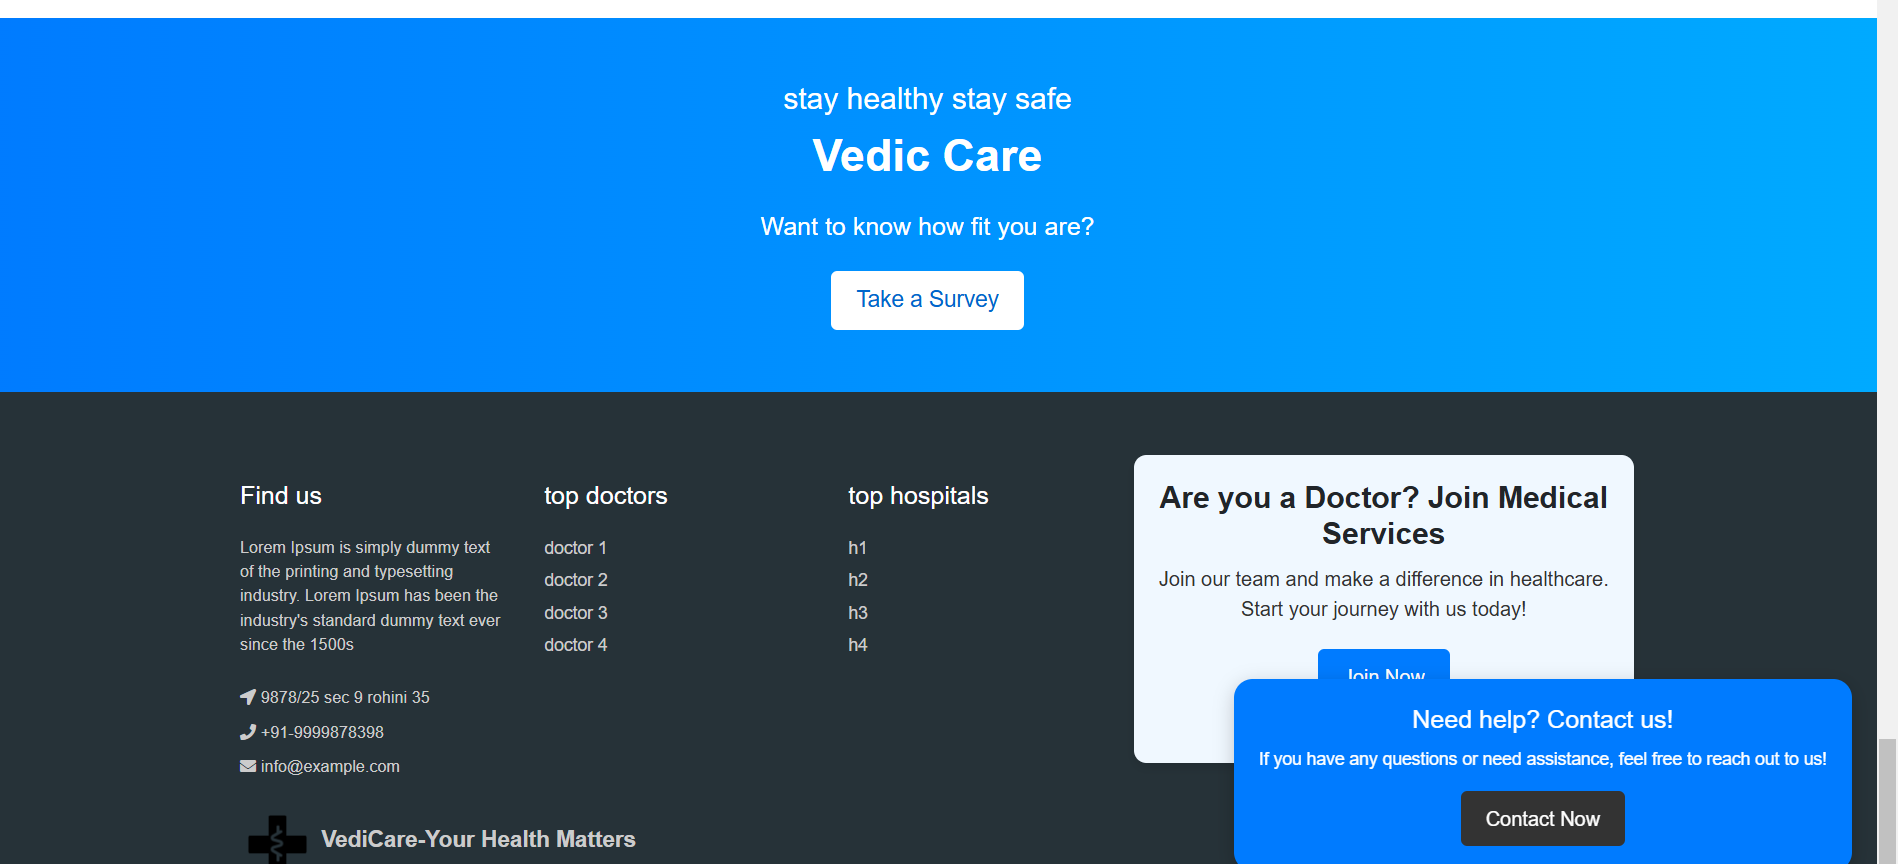 stay healthy stay safe
Vedic Care
Want to know how fit you are?
Take a Survey
Find us
Lorem Ipsum is simply dummy text
of the printing and typesetting
industry. Lorem Ipsum has been the
industry's standard dummy text ever
since the 1500s
9878/25 sec 9 rohini 35
+91-9999878398
info@example.com
VediCare-Your Health Matters
top doctors
doctor 1
doctor 2
doctor 3
doctor 4
top hospitals
h1
h2
h3
h4
Are you a Doctor? Join Medical
Services
Join our team and make a difference in healthcare.
Start your journey with us today!
Join Now
Need help? Contact us!
If you have any questions or need assistance, feel free to reach out to us!
Contact Now